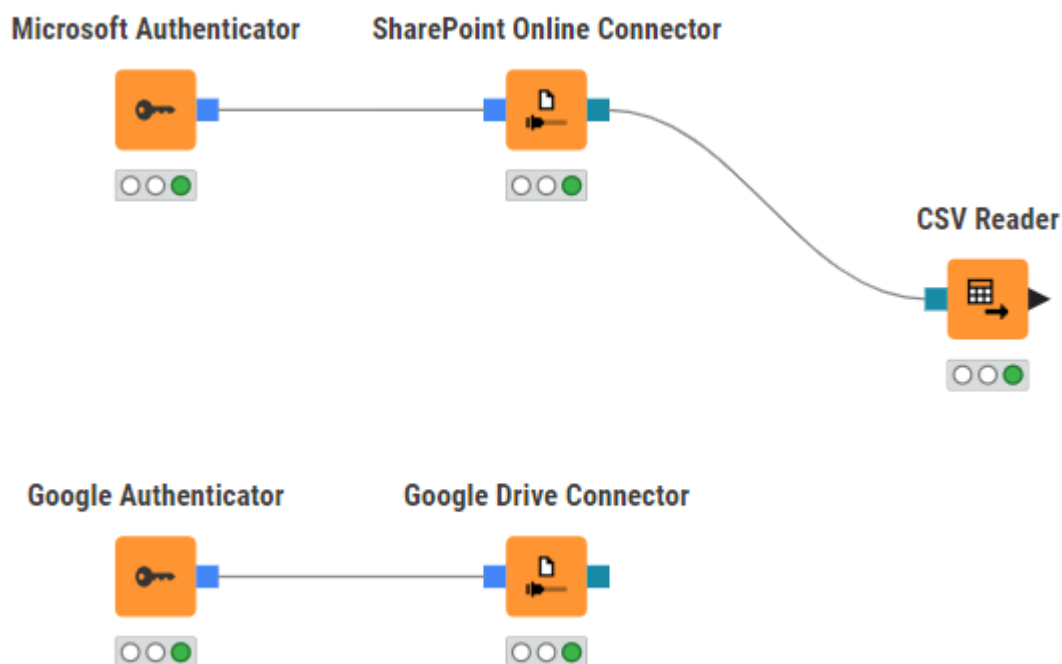 Microsoft Authenticator
SharePoint Online Connector
CSV Reader
Google Authenticator
Google Drive Connector